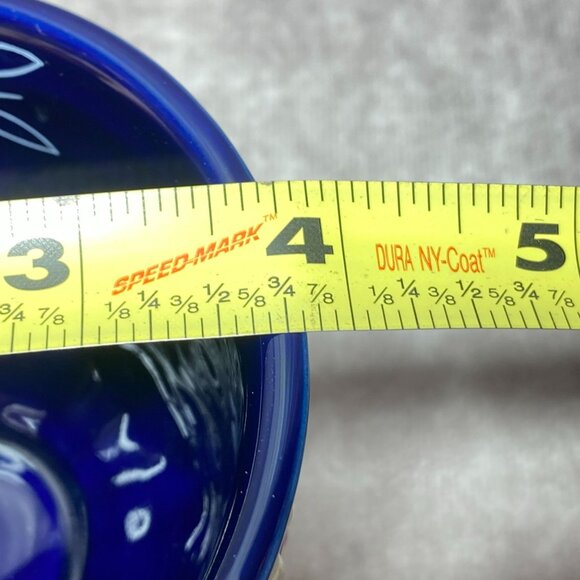 3 SPEED-MARK™ 4 DURA NY-Coat™ 5
3/4 7/8 1/8 1/4 3/8 1/2 5/8 3/4 7/8 1/8 1/4 3/8 1/2 5/8 3/4 7/8